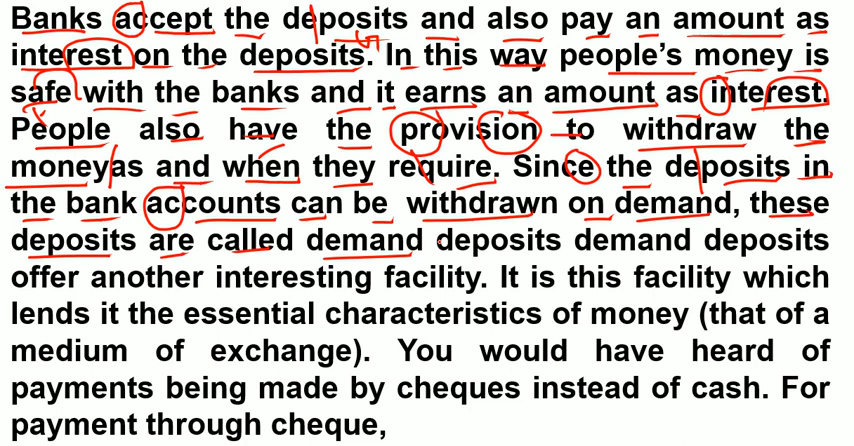 Banks accept the deposits and also pay an amount as
interest on the deposits. In this way people's money is
safe with the banks and it earns an amount as interest.
People also have the provision to withdraw the
money as and when they require. Since the deposits in
the bank accounts can be withdrawn on demand, these
deposits are called demand deposits demand deposits
offer another interesting facility. It is this facility which
lends it the essential characteristics of money (that of a
medium of exchange). You would have heard of
payments being made by cheques instead of cash. For
payment through cheque,